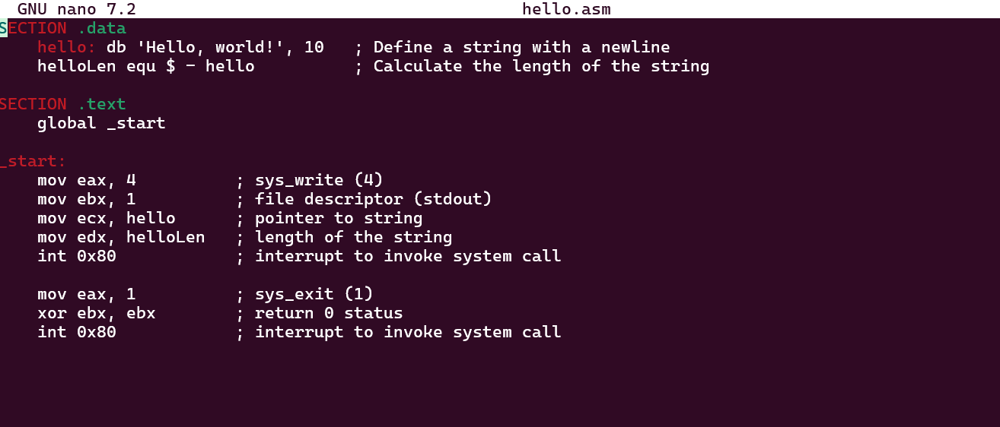 GNU nano 7.2 hello.asm
SECTION .data
    hello: db 'Hello, world!', 10   ; Define a string with a newline
    helloLen equ $ - hello          ; Calculate the length of the string

SECTION .text
    global _start

_start:
    mov eax, 4          ; sys_write (4)
    mov ebx, 1          ; file descriptor (stdout)
    mov ecx, hello      ; pointer to string
    mov edx, helloLen   ; length of the string
    int 0x80            ; interrupt to invoke system call

    mov eax, 1          ; sys_exit (1)
    xor ebx, ebx        ; return 0 status
    int 0x80            ; interrupt to invoke system call